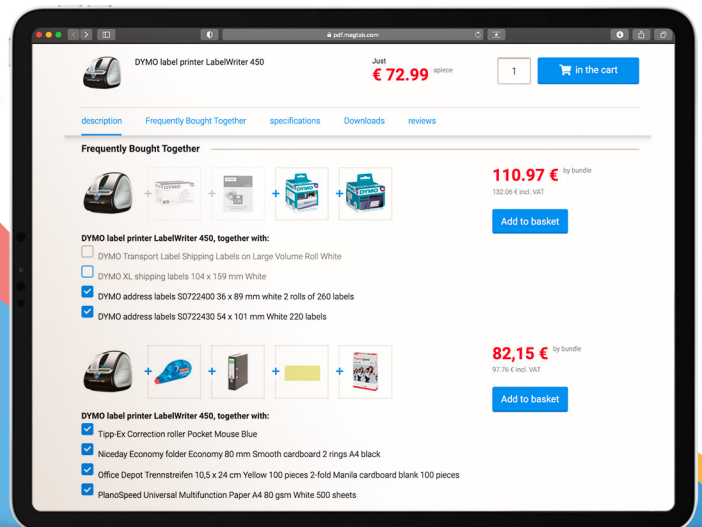 pdf.magtab.com
DYMO label printer LabelWriter 450
Just
€ 72.99 apiece
1
in the cart
description
Frequently Bought Together
specifications
Downloads
reviews
Frequently Bought Together
DYMO
DYMO
110.97 € by bundle
132.06 € incl. VAT
Add to basket
DYMO label printer LabelWriter 450, together with:
DYMO Transport Label Shipping Labels on Large Volume Roll White
DYMO XL shipping labels 104 x 159 mm White
DYMO address labels S0722400 36 x 89 mm white 2 rolls of 260 labels
DYMO address labels S0722430 54 x 101 mm White 220 labels
82,15 € by bundle
97.76 € incl. VAT
Add to basket
DYMO label printer LabelWriter 450, together with:
Tipp-Ex Correction roller Pocket Mouse Blue
Niceday Economy folder Economy 80 mm Smooth cardboard 2 rings A4 black
Office Depot Trennstreifen 10,5 x 24 cm Yellow 100 pieces 2-fold Manila cardboard blank 100 pieces
PlanoSpeed Universal Multifunction Paper A4 80 gsm White 500 sheets